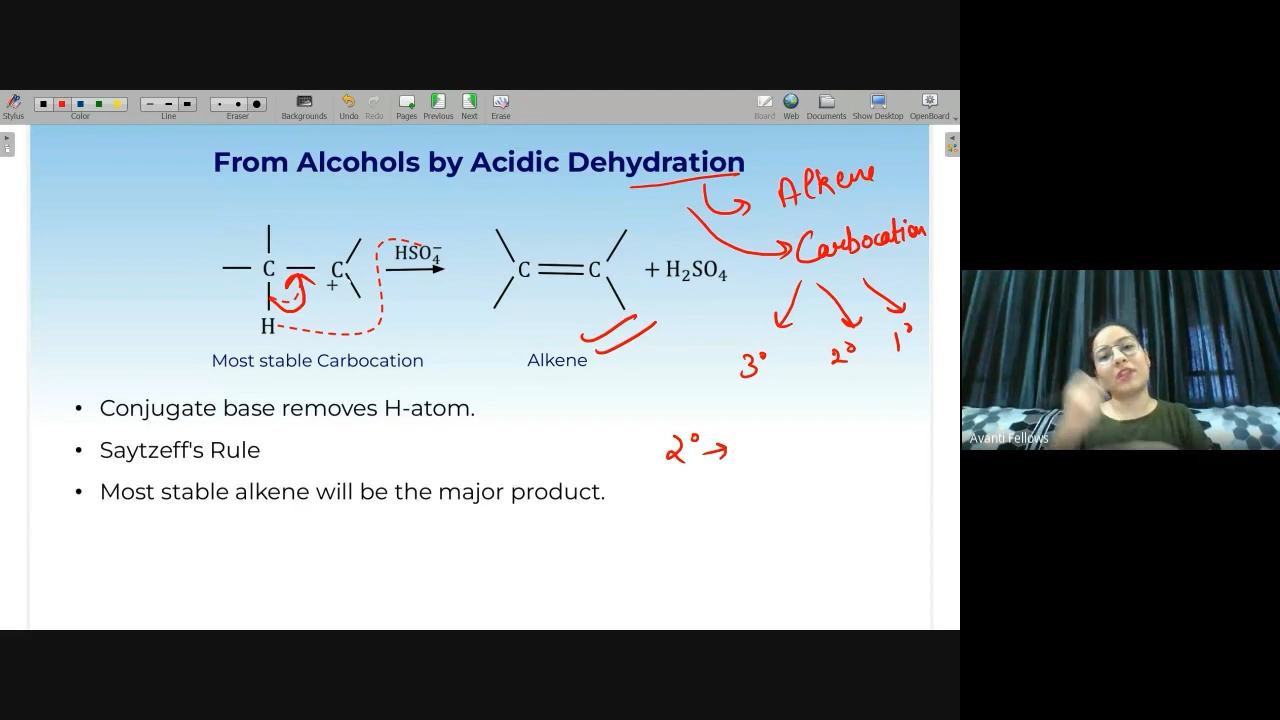 Stylus Color Line Eraser Backgrounds Undo Redo Pages Previous Next Erase Board Web Documents Show Desktop OpenBoard
From Alcohols by Acidic Dehydration
Alkene
Carbocation
C — C + H HSO₄⁻ C = C + H₂SO₄
3° 2° 1°
Most stable Carbocation Alkene
• Conjugate base removes H-atom.
• Saytzeff's Rule
2° →
• Most stable alkene will be the major product.
Avanti Fellows